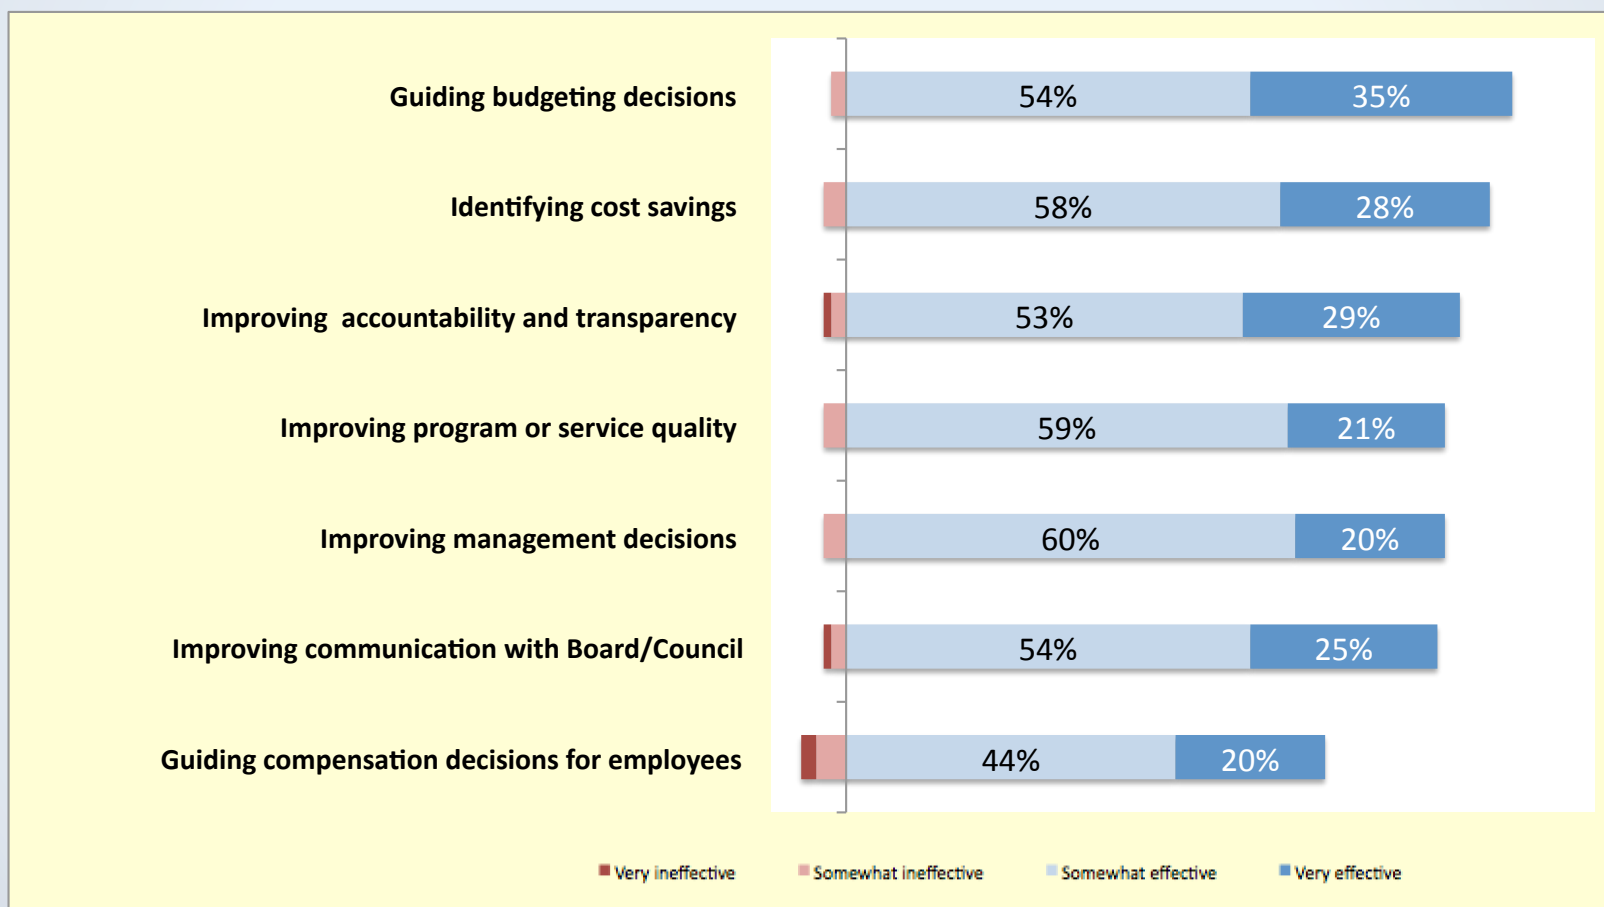 Guiding budgeting decisions 54% 35%
Identifying cost savings 58% 28%
Improving  accountability and transparency 53% 29%
Improving program or service quality 59% 21%
Improving management decisions 60% 20%
Improving communication with Board/Council 54% 25%
Guiding compensation decisions for employees 44% 20%
Very ineffective Somewhat ineffective Somewhat effective Very effective